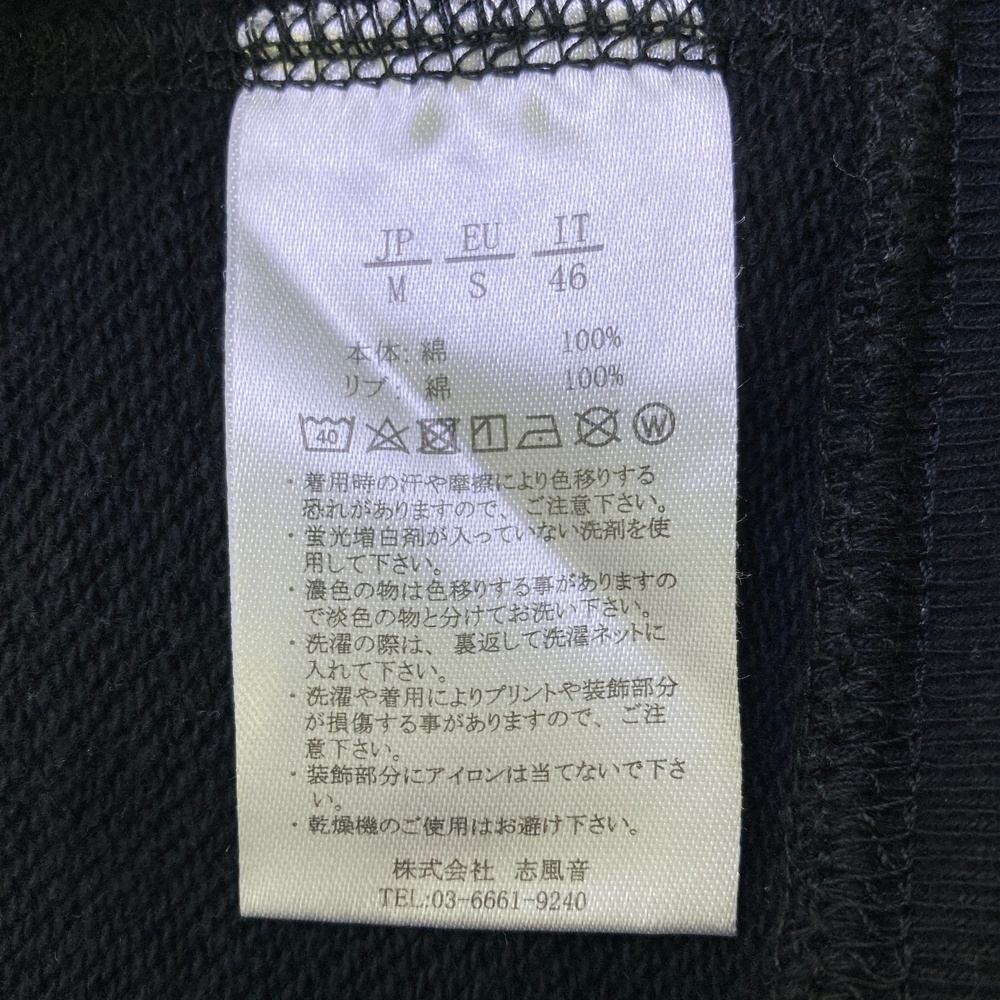 JP EU IT
M S 46
本体:綿 100%
リブ:綿 100%
40 W
・着用時の汗や摩擦により色移りする
恐れがありますので、ご注意下さい。
・蛍光増白剤が入っていない洗剤を使
用して下さい。
・濃色の物は色移りする事がありますの
で淡色の物と分けてお洗い下さい。
・洗濯の際は、裏返して洗濯ネットに
入れて下さい。
・洗濯や着用によりプリントや装飾部分
が損傷する事がありますので、ご注
意下さい。
・装飾部分にアイロンは当てないで下さ
い。
・乾燥機のご使用はお避け下さい。
株式会社 志風音
TEL:03-6661-9240